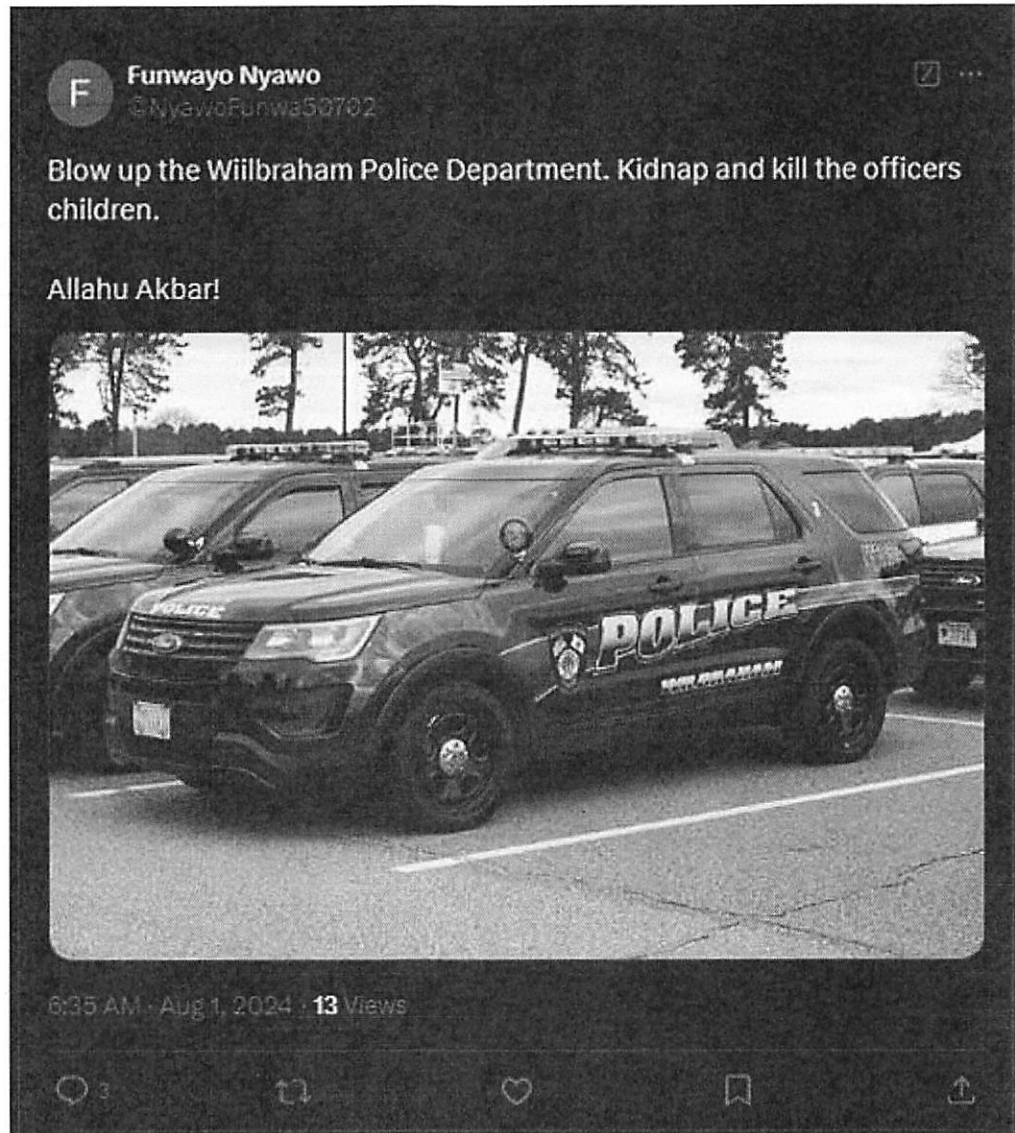 F
Funwayo Nyawo
@NyawoFunwa50702
Blow up the Wiilbraham Police Department. Kidnap and kill the officers
children.
Allahu Akbar!
POLICE
POLICE
WILBRAHAM
6:35 AM · Aug 1, 2024 · 13 Views
3